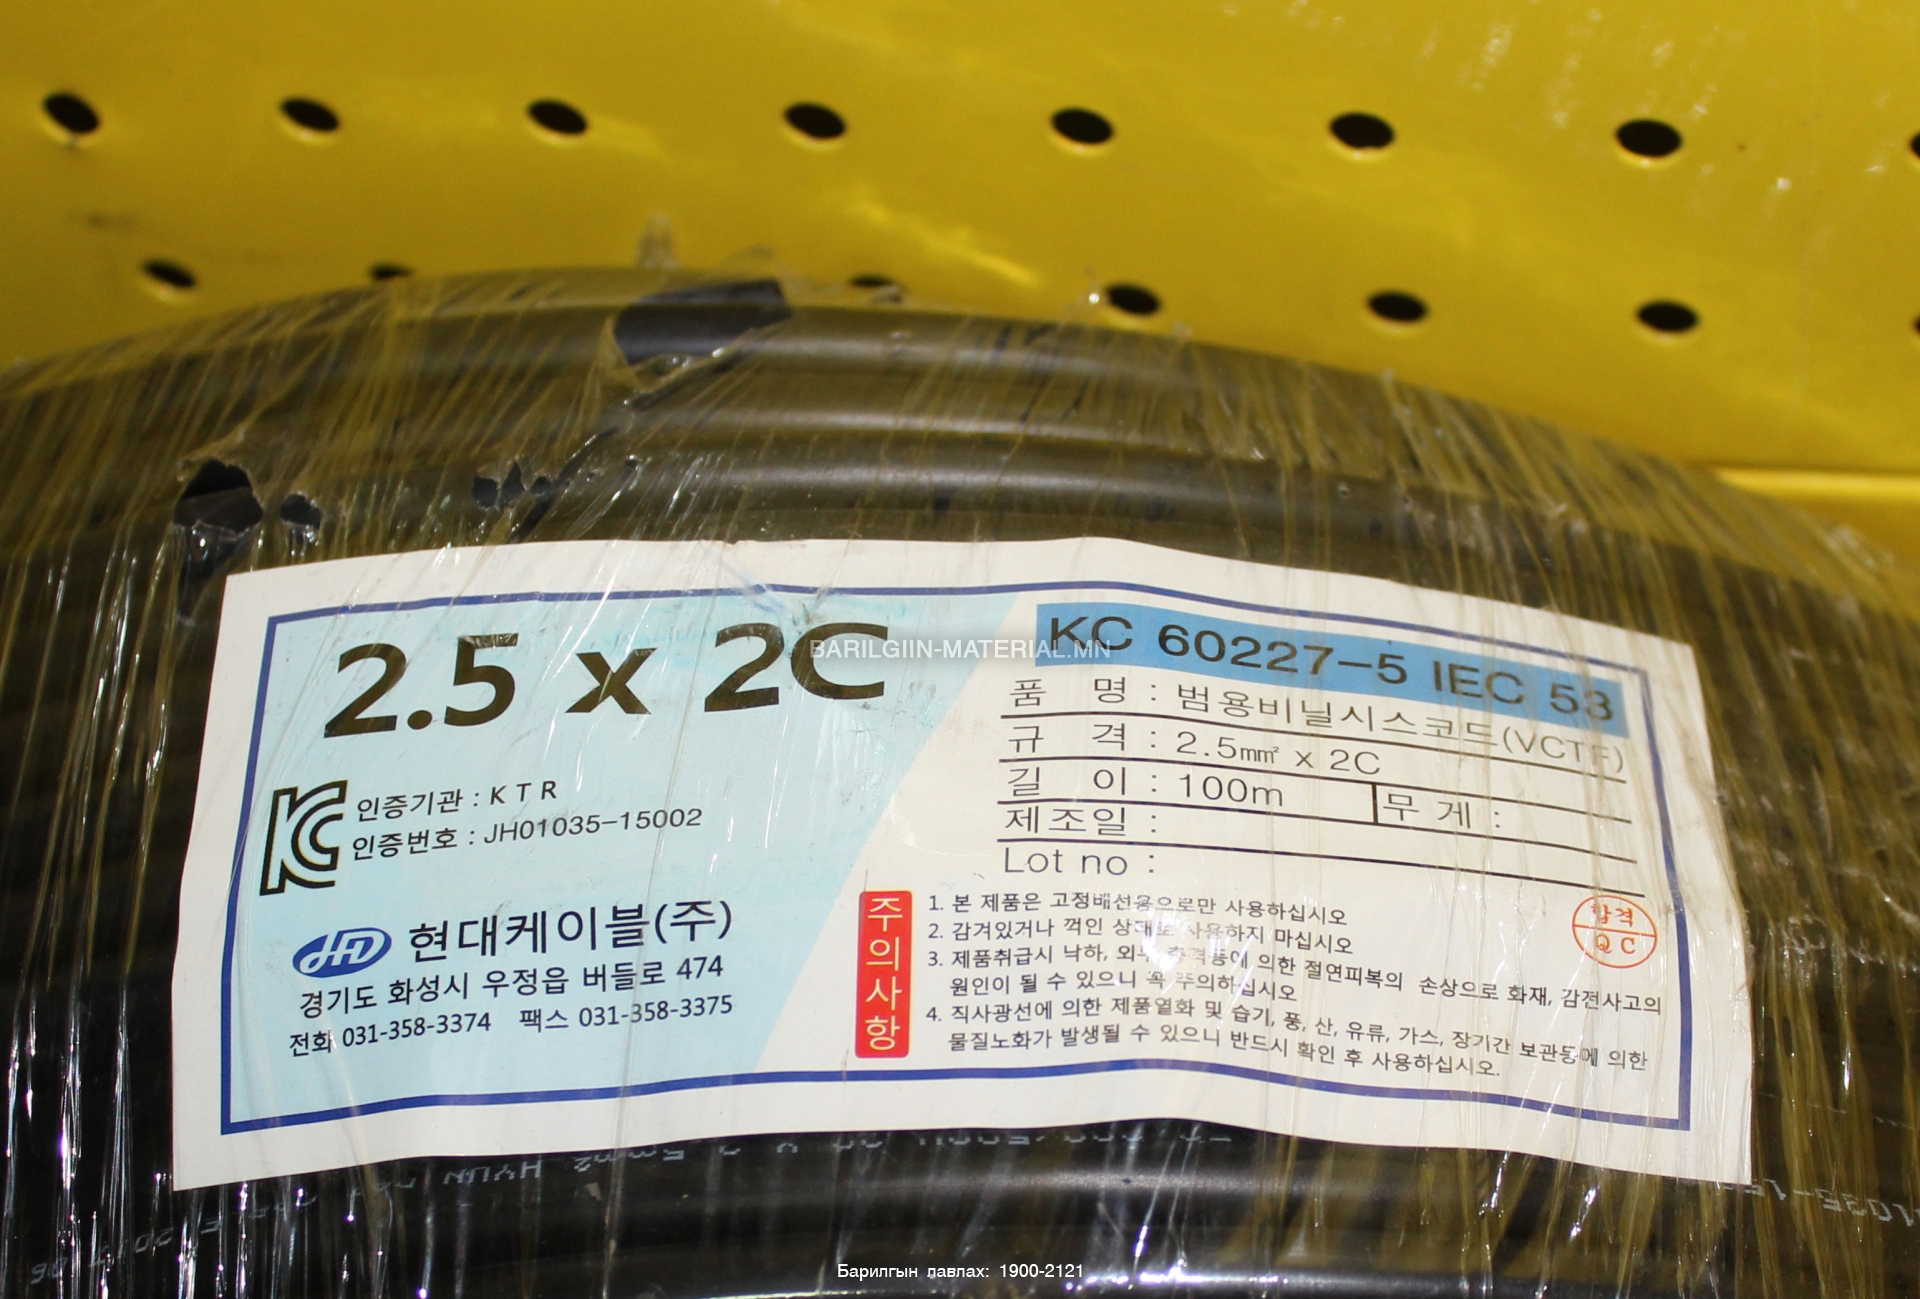 2.5 x 2C
BARILGIIN-MATERIAL.MN
KC 60227-5 IEC 53
품 명 : 범용비닐시스코드(VCTF)
규 격 : 2.5㎟ x 2C
길 이 : 100m 무 게 :
제조일 :
Lot no :
인증기관 : K T R
인증번호 : JH01035-15002
HD 현대케이블(주)
경기도 화성시 우정읍 버들로 474
전화 031-358-3374 팩스 031-358-3375
주의사항
1. 본 제품은 고정배선용으로만 사용하십시오
2. 감겨있거나 꺽인 상태로 사용하지 마십시오
3. 제품취급시 낙하, 외부 충격등에 의한 절연피복의 손상으로 화재, 감전사고의
원인이 될 수 있으니 꼭 주의하십시오
4. 직사광선에 의한 제품열화 및 습기, 풍, 산, 유류, 가스, 장기간 보관등에 의한
물질노화가 발생될 수 있으니 반드시 확인 후 사용하십시오.
합격
Q C
Барилгын лавлах: 1900-2121